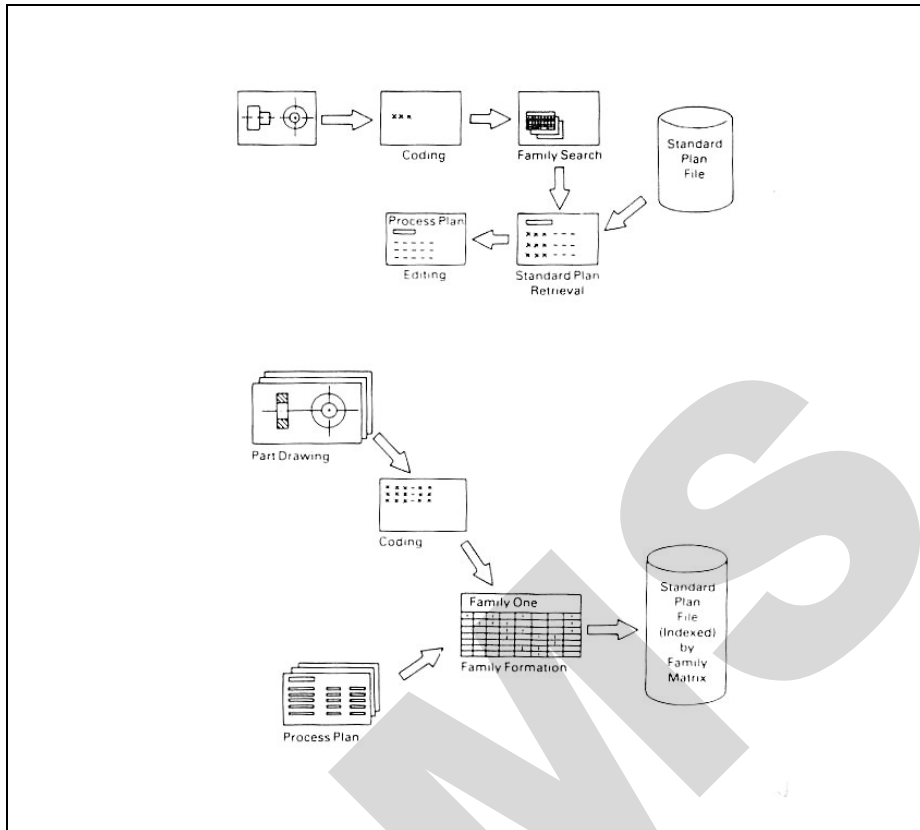 Coding
Family Search
Standard
Plan
File
Process Plan
Editing
Standard Plan
Retrieval
Part Drawing
Coding
Family One
Family Formation
Process Plan
Standard
Plan
File
(Indexed)
by
Family
Matrix
MS